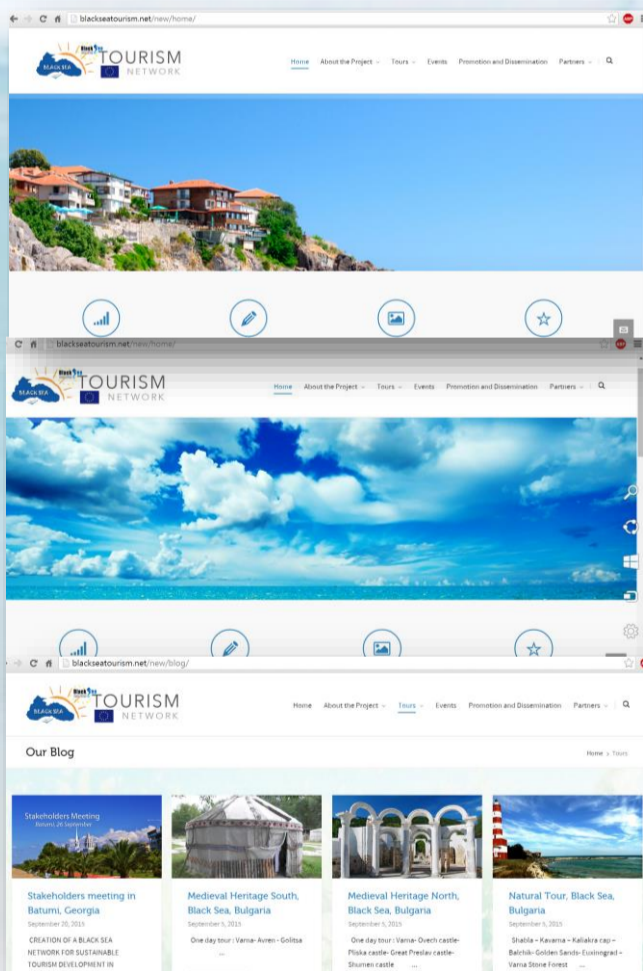 blackseatourism.net/new/home/
BLACK SEA
Black Sea
TOURISM
NETWORK
Home About the Project Tours Events Promotion and Dissemination Partners
blackseatourism.net/new/home/
BLACK SEA
Black Sea
TOURISM
NETWORK
Home About the Project Tours Events Promotion and Dissemination Partners
blackseatourism.net/new/blog/
BLACK SEA
Black Sea
TOURISM
NETWORK
Home About the Project Tours Events Promotion and Dissemination Partners
Our Blog
Home > Tours
Stakeholders Meeting
Batumi, 26 September
Stakeholders meeting in
Batumi, Georgia
September 20, 2015
CREATION OF A BLACK SEA
NETWORK FOR SUSTAINABLE
TOURISM DEVELOPMENT IN
Medieval Heritage South,
Black Sea, Bulgaria
September 5, 2015
One day tour : Varna- Avren - Golitsa
...
Medieval Heritage North,
Black Sea, Bulgaria
September 5, 2015
One day tour : Varna- Ovech castle-
Pliska castle- Great Preslav castle-
Shumen castle ...
Natural Tour, Black Sea,
Bulgaria
September 5, 2015
Shabla – Kavarna – Kaliakra cap –
Balchik- Golden Sands- Euxinngrad -
Varna Stone Forest ...